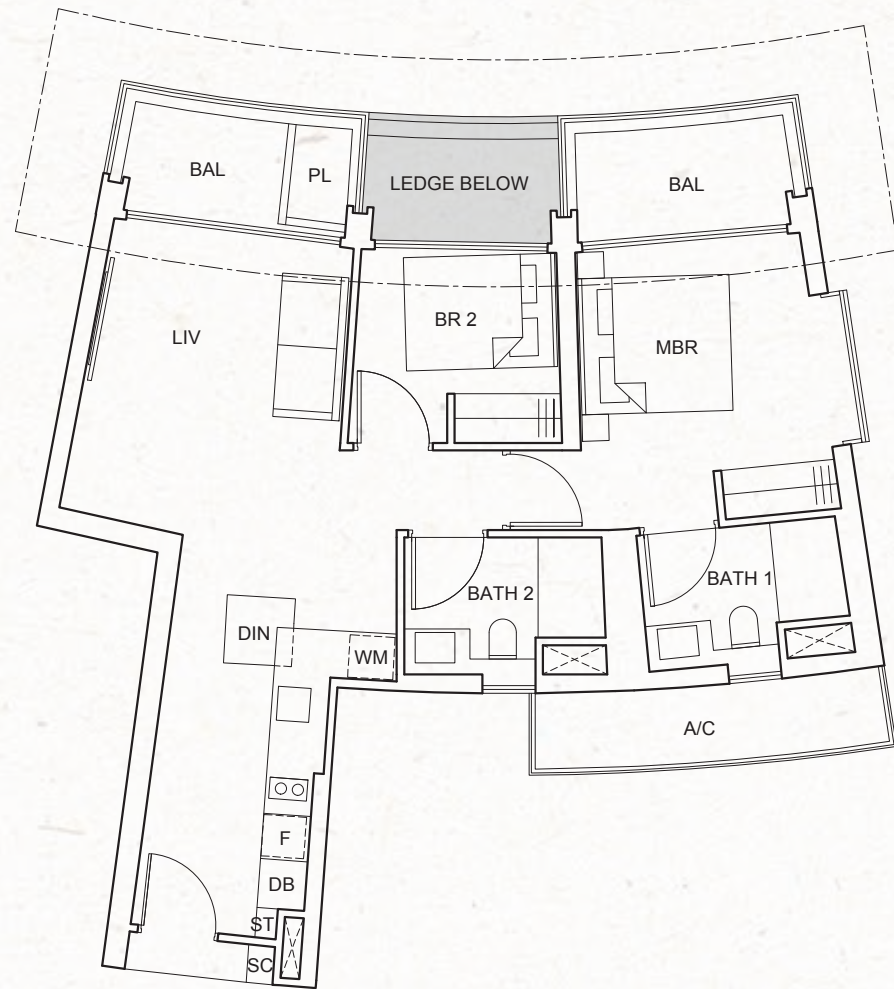 BAL
PL
LEDGE BELOW
BAL
LIV
BR 2
MBR
BATH 2
BATH 1
DIN
WM
A/C
F
DB
ST
SC